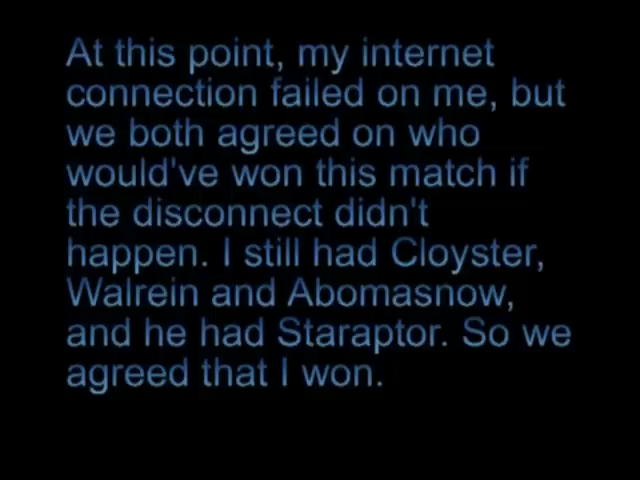 At this point, my internet
connection failed on me, but
we both agreed on who
would've won this match if
the disconnect didn't
happen. I still had Cloyster,
Walrein and Abomasnow,
and he had Staraptor. So we
agreed that I won.